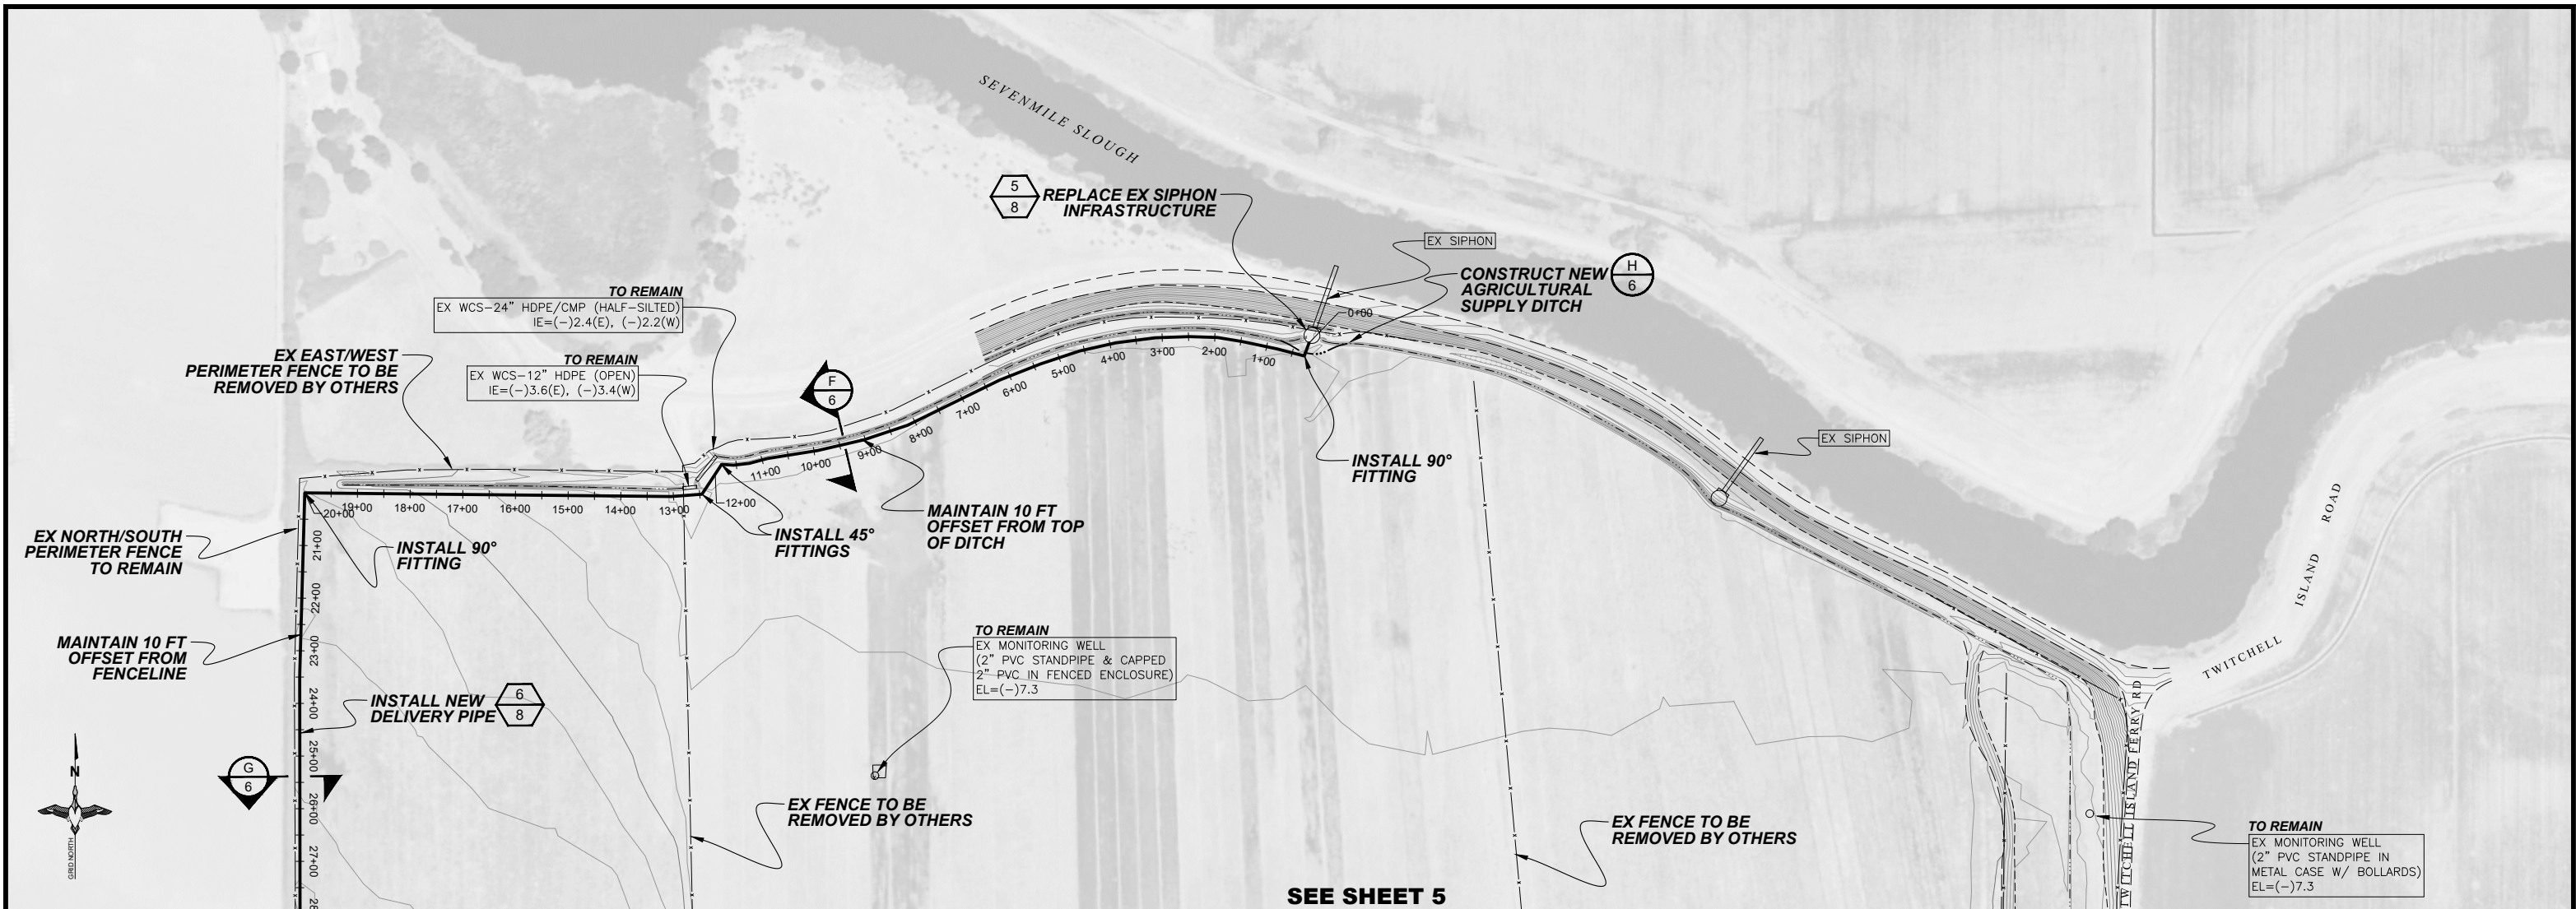 SEVENMILE SLOUGH
5
8
REPLACE EX SIPHON
INFRASTRUCTURE
EX SIPHON
CONSTRUCT NEW
AGRICULTURAL
SUPPLY DITCH
H
6
TO REMAIN
EX WCS-24" HDPE/CMP (HALF-SILTED)
IE=(-)2.4(E), (-)2.2(W)
TO REMAIN
EX WCS-12" HDPE (OPEN)
IE=(-)3.6(E), (-)3.4(W)
EX EAST/WEST
PERIMETER FENCE TO BE
REMOVED BY OTHERS
F
6
0+00
1+00
2+00
3+00
4+00
5+00
6+00
7+00
8+00
9+00
10+00
11+00
12+00
13+00
14+00
15+00
16+00
17+00
18+00
19+00
20+00
21+00
22+00
23+00
24+00
25+00
26+00
27+00
28
INSTALL 90°
FITTING
EX SIPHON
MAINTAIN 10 FT
OFFSET FROM TOP
OF DITCH
INSTALL 45°
FITTINGS
INSTALL 90°
FITTING
EX NORTH/SOUTH
PERIMETER FENCE
TO REMAIN
MAINTAIN 10 FT
OFFSET FROM
FENCELINE
INSTALL NEW
DELIVERY PIPE
6
8
TO REMAIN
EX MONITORING WELL
(2" PVC STANDPIPE & CAPPED
2" PVC IN FENCED ENCLOSURE)
EL=(-)7.3
G
6
N
GRID NORTH
EX FENCE TO BE
REMOVED BY OTHERS
EX FENCE TO BE
REMOVED BY OTHERS
TWITCHELL ISLAND ROAD
TWITCHELL ISLAND FERRY RD
TO REMAIN
EX MONITORING WELL
(2" PVC STANDPIPE IN
METAL CASE W/ BOLLARDS)
EL=(-)7.3
SEE SHEET 5